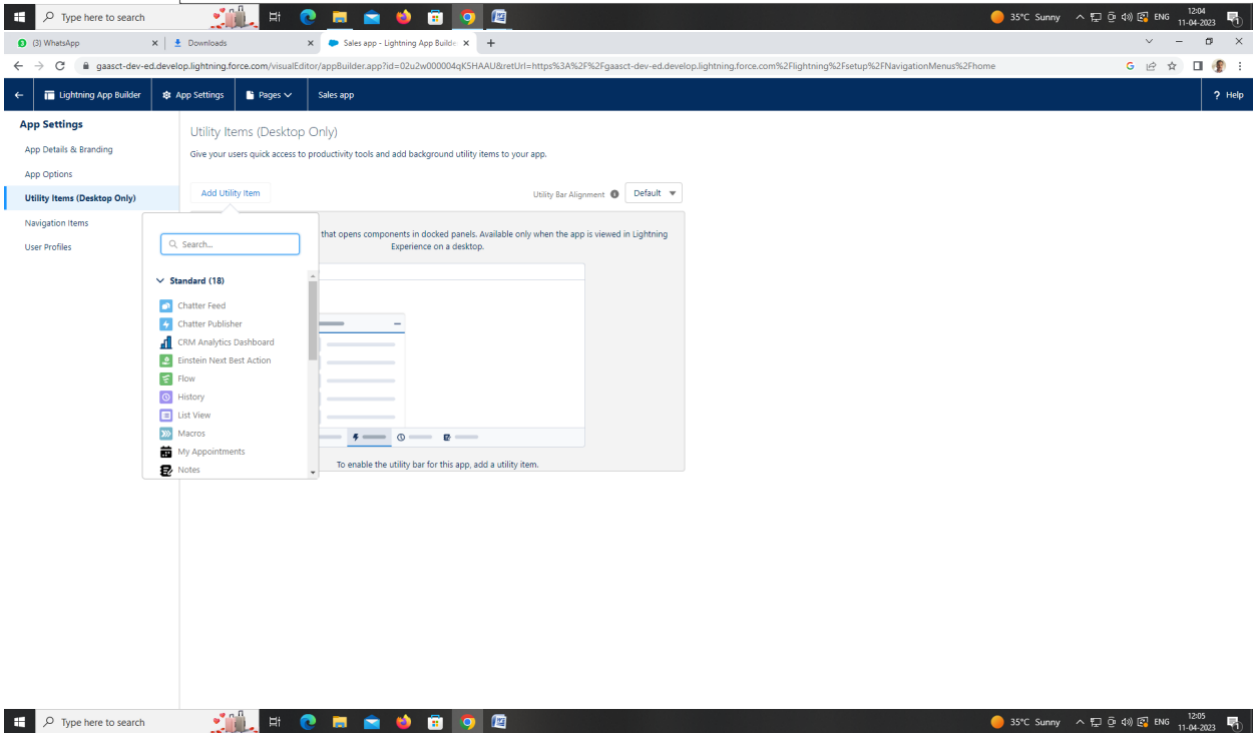 Type here to search
35°C Sunny
ENG
12:04
11-04-2023
(3) WhatsApp
Downloads
Sales app - Lightning App Builde
gaasct-dev-ed.develop.lightning.force.com/visualEditor/appBuilder.app?id=02u2w000004qK5HAAU&retUrl=https%3A%2F%2Fgaasct-dev-ed.develop.lightning.force.com%2Flightning%2Fsetup%2FNavigationMenus%2Fhome
Lightning App Builder
App Settings
Pages
Sales app
? Help
App Settings
App Details & Branding
App Options
Utility Items (Desktop Only)
Navigation Items
User Profiles
Utility Items (Desktop Only)
Give your users quick access to productivity tools and add background utility items to your app.
Add Utility Item
Utility Bar Alignment
Default
that opens components in docked panels. Available only when the app is viewed in Lightning
Experience on a desktop.
Search...
Standard (18)
Chatter Feed
Chatter Publisher
CRM Analytics Dashboard
Einstein Next Best Action
Flow
History
List View
Macros
My Appointments
Notes
To enable the utility bar for this app, add a utility item.
Type here to search
35°C Sunny
ENG
12:05
11-04-2023